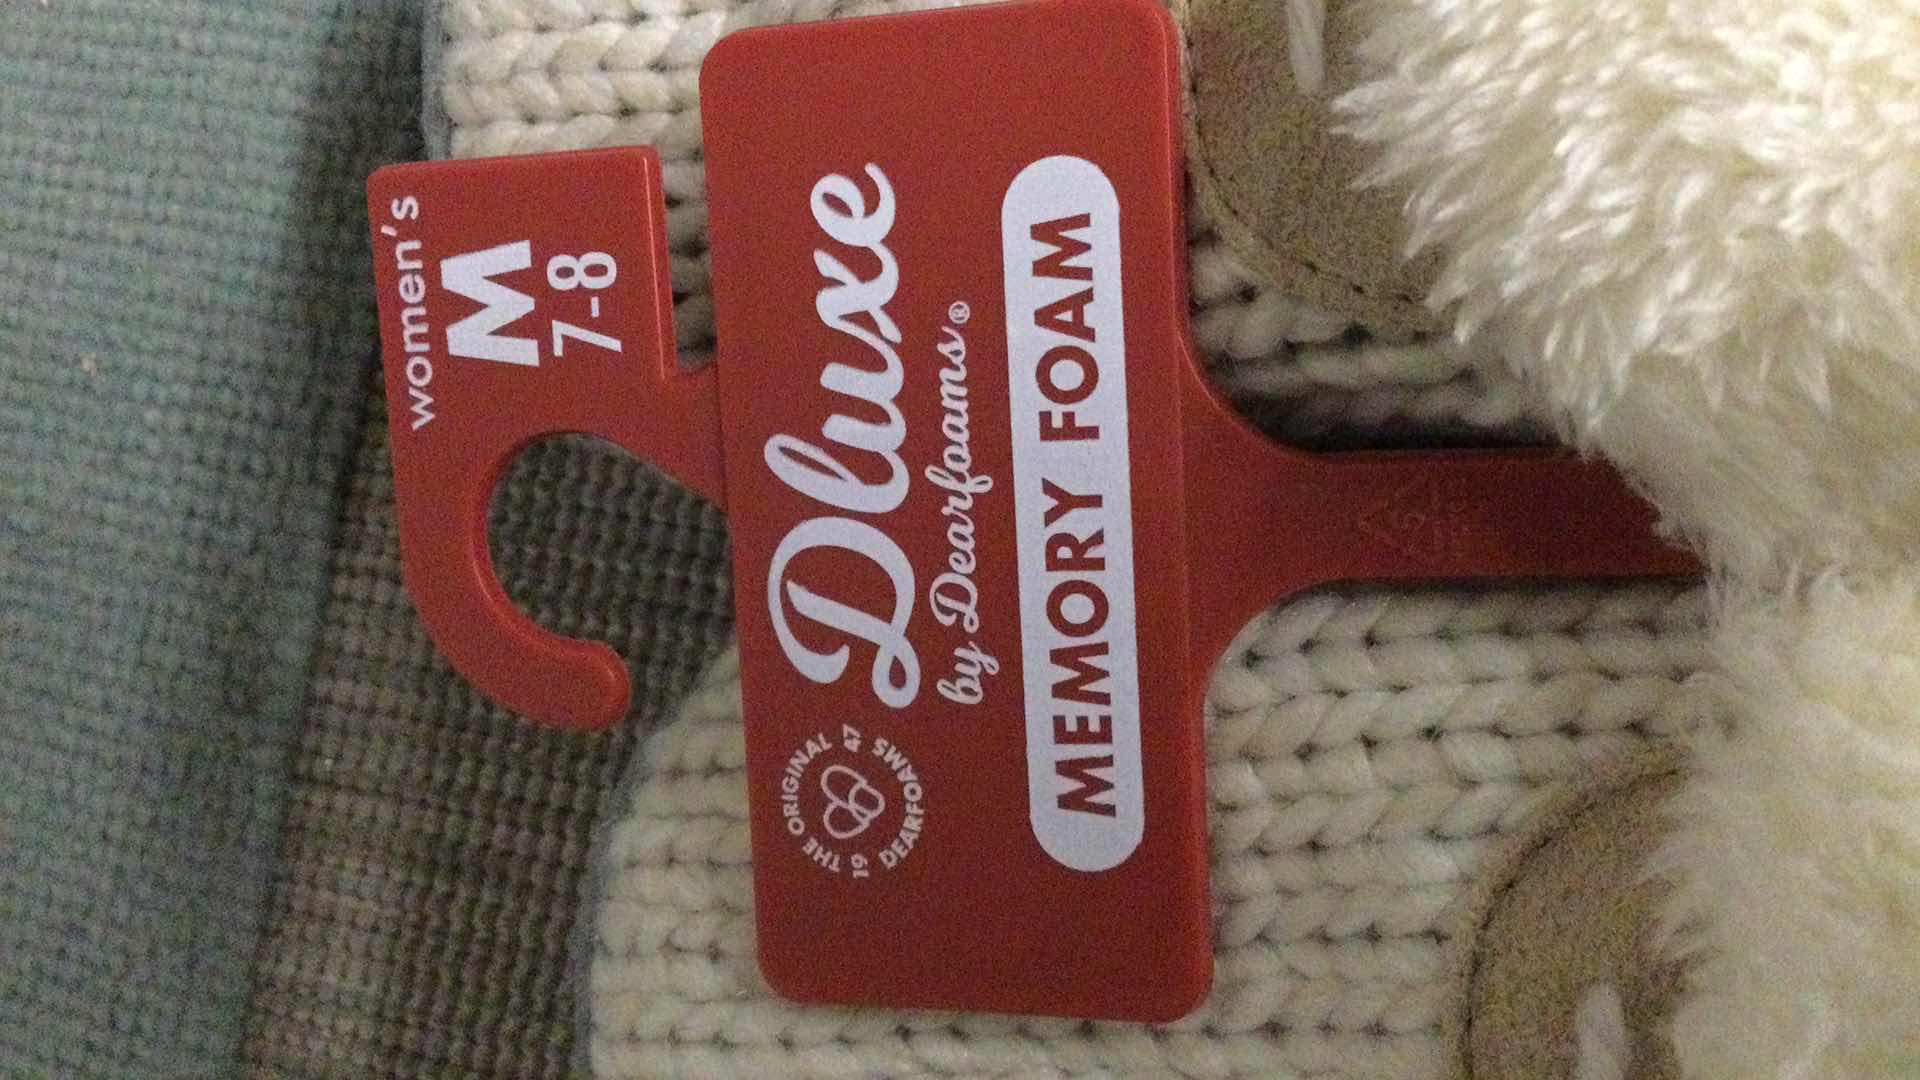 women's
M
7-8
THE ORIGINAL
19 47
DEARFOAMS
Dluxe
by Dearfoams®
MEMORY FOAM